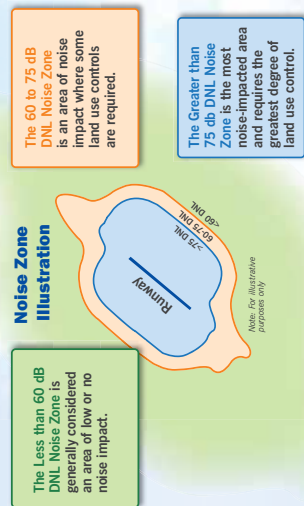 Noise Zone
Illustration
The Less than 60 dB
DNL Noise Zone is
generally considered
an area of low or no
noise impact.
The 60 to 75 dB
DNL Noise Zone
is an area of noise
impact where some
land use controls
are required.
The Greater than
75 db DNL Noise
Zone is the most
noise-impacted area
and requires the
greatest degree of
land use control.
Runway
>75 DNL
60-75 DNL
<60 DNL
Note: For illustrative
purposes only